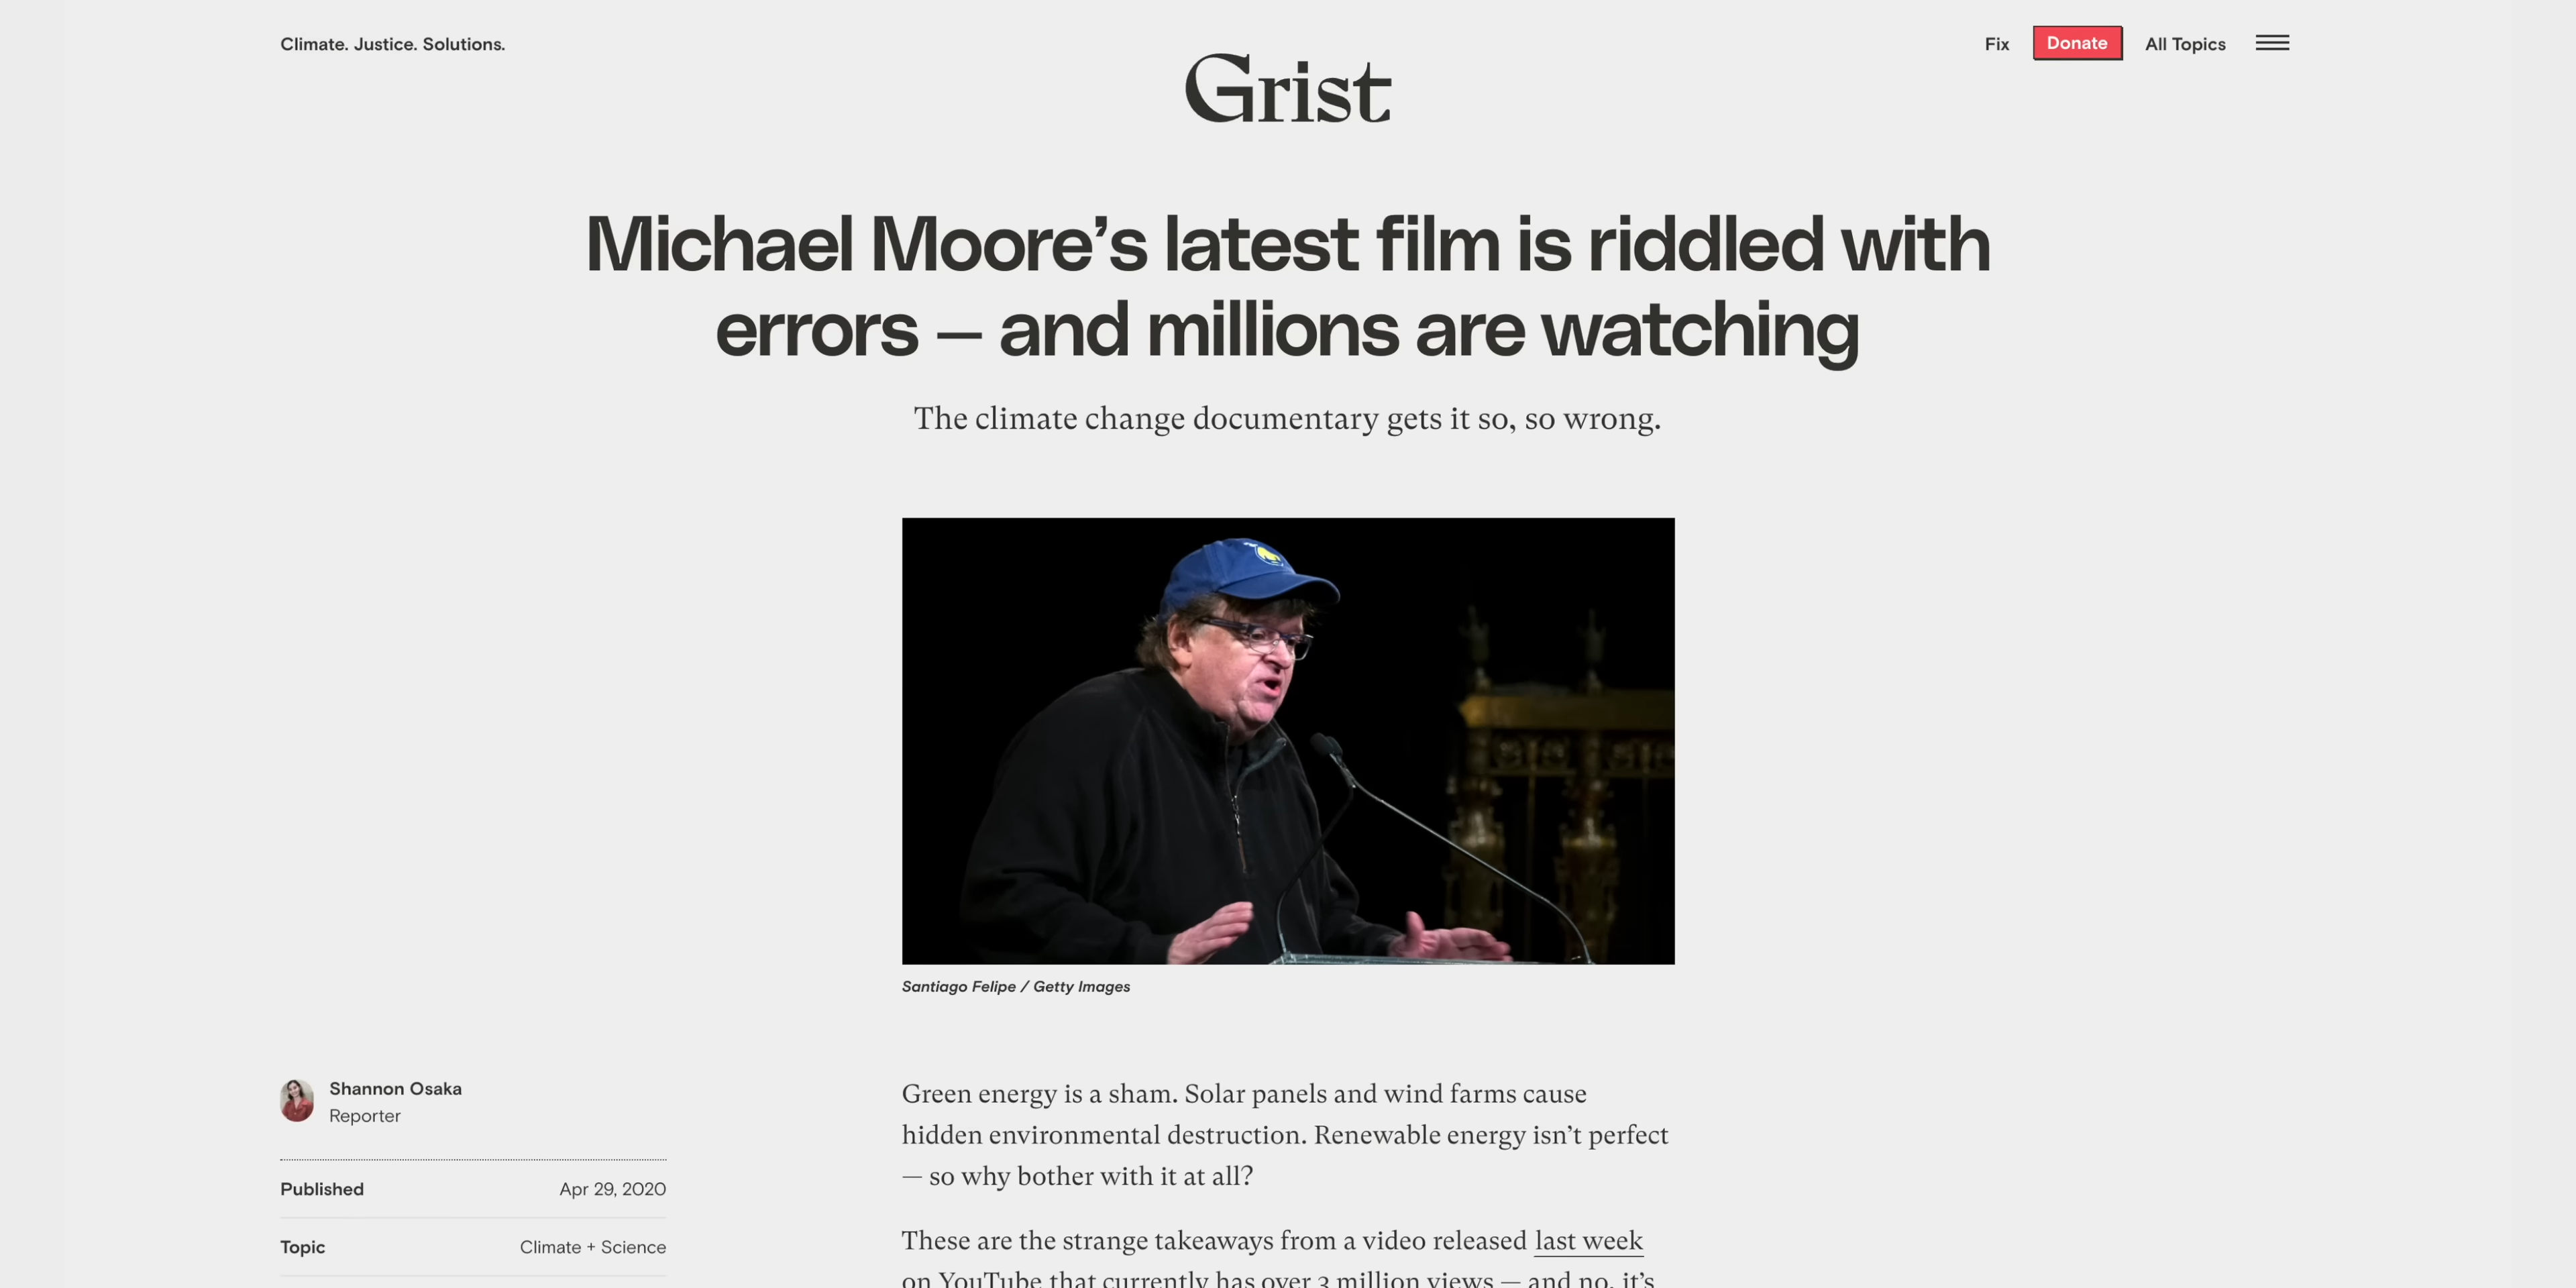 Climate. Justice. Solutions.
Fix
Donate
All Topics
Grist
Michael Moore’s latest film is riddled with
errors — and millions are watching
The climate change documentary gets it so, so wrong.
Santiago Felipe / Getty Images
Shannon Osaka
Reporter
Published Apr 29, 2020
Topic Climate + Science
Green energy is a sham. Solar panels and wind farms cause
hidden environmental destruction. Renewable energy isn’t perfect
— so why bother with it at all?
These are the strange takeaways from a video released last week
on YouTube that currently has over 3 million views — and no, it’s